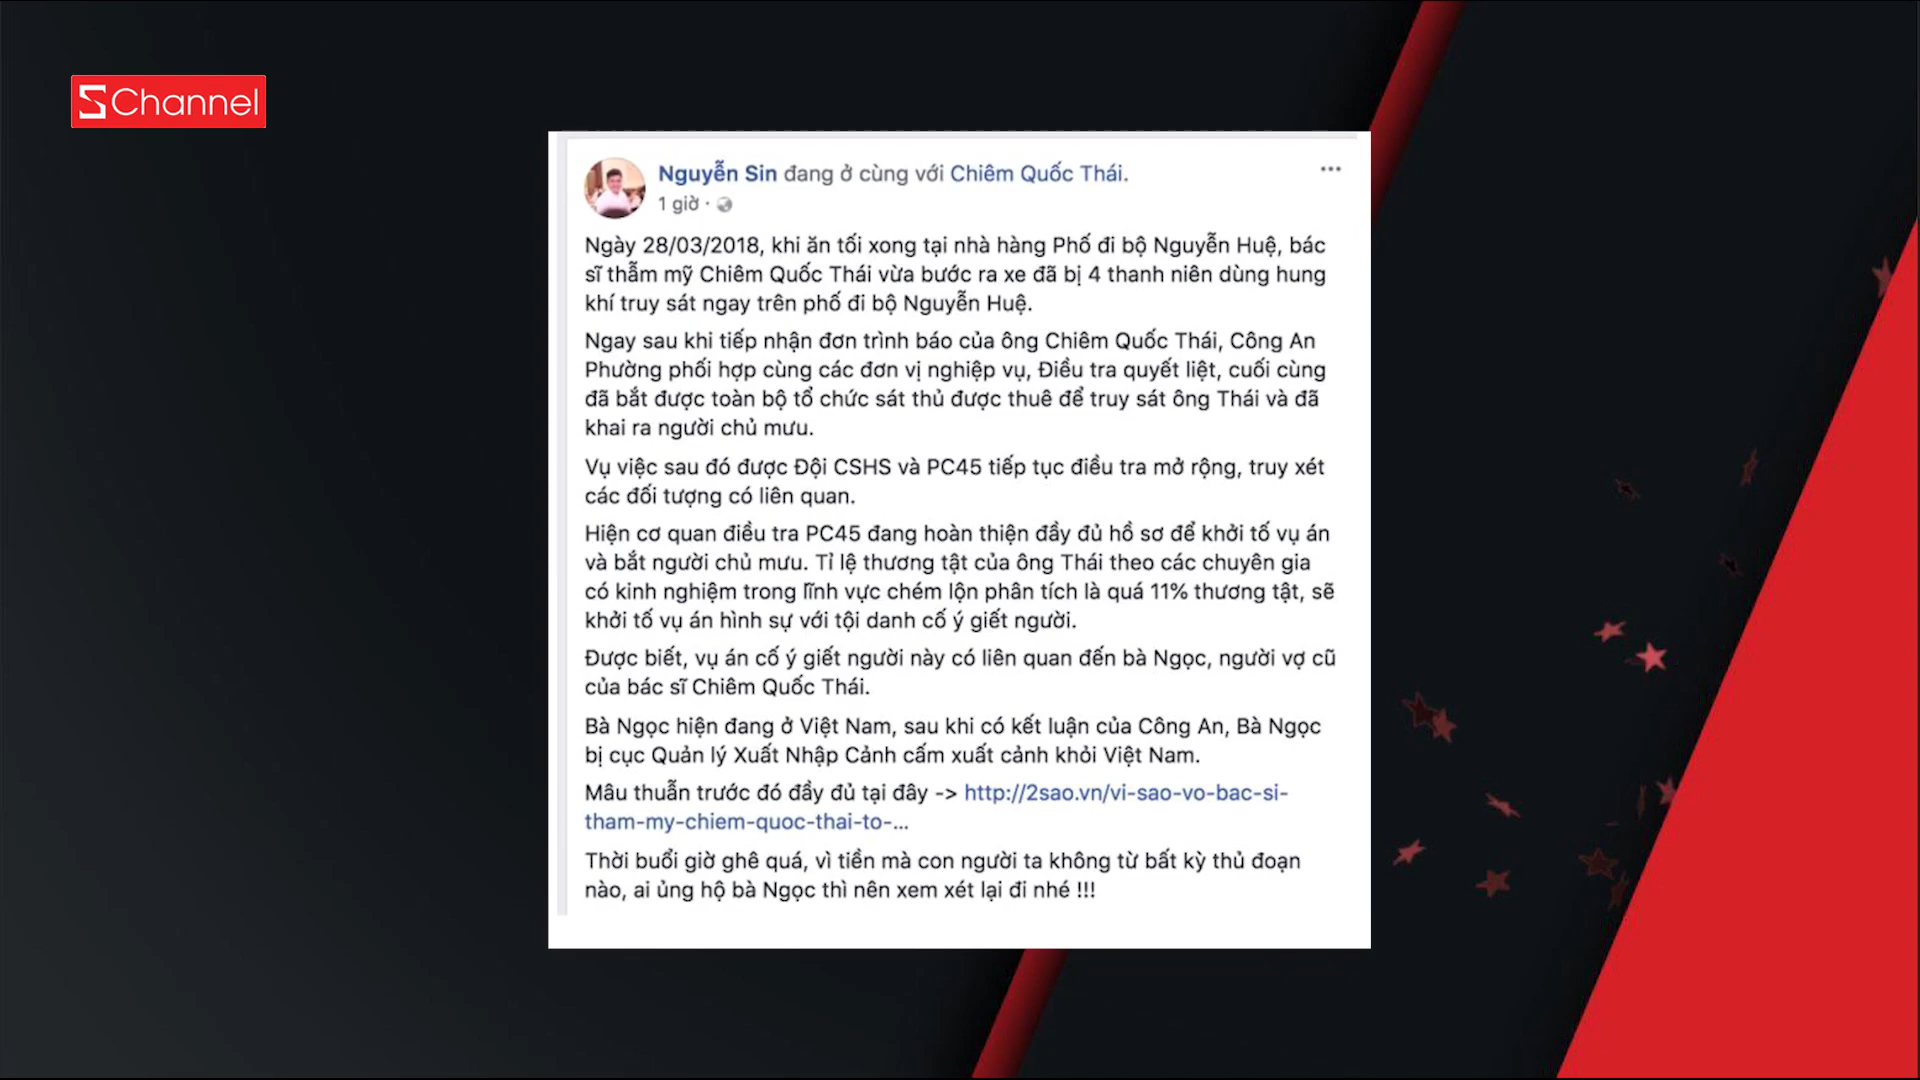 S Channel
Nguyễn Sin đang ở cùng với Chiêm Quốc Thái.
1 giờ ·
Ngày 28/03/2018, khi ăn tối xong tại nhà hàng Phố đi bộ Nguyễn Huệ, bác
sĩ thẫm mỹ Chiêm Quốc Thái vừa bước ra xe đã bị 4 thanh niên dùng hung
khí truy sát ngay trên phố đi bộ Nguyễn Huệ.
Ngay sau khi tiếp nhận đơn trình báo của ông Chiêm Quốc Thái, Công An
Phường phối hợp cùng các đơn vị nghiệp vụ, Điều tra quyết liệt, cuối cùng
đã bắt được toàn bộ tổ chức sát thủ được thuê để truy sát ông Thái và đã
khai ra người chủ mưu.
Vụ việc sau đó được Đội CSHS và PC45 tiếp tục điều tra mở rộng, truy xét
các đối tượng có liên quan.
Hiện cơ quan điều tra PC45 đang hoàn thiện đầy đủ hồ sơ để khởi tố vụ án
và bắt người chủ mưu. Tỉ lệ thương tật của ông Thái theo các chuyên gia
có kinh nghiệm trong lĩnh vực chém lộn phân tích là quá 11% thương tật, sẽ
khởi tố vụ án hình sự với tội danh cố ý giết người.
Được biết, vụ án cố ý giết người này có liên quan đến bà Ngọc, người vợ cũ
của bác sĩ Chiêm Quốc Thái.
Bà Ngọc hiện đang ở Việt Nam, sau khi có kết luận của Công An, Bà Ngọc
bị cục Quản lý Xuất Nhập Cảnh cấm xuất cảnh khỏi Việt Nam.
Mâu thuẫn trước đó đầy đủ tại đây -> http://2sao.vn/vi-sao-vo-bac-si-
tham-my-chiem-quoc-thai-to-...
Thời buổi giờ ghê quá, vì tiền mà con người ta không từ bất kỳ thủ đoạn
nào, ai ủng hộ bà Ngọc thì nên xem xét lại đi nhé !!!